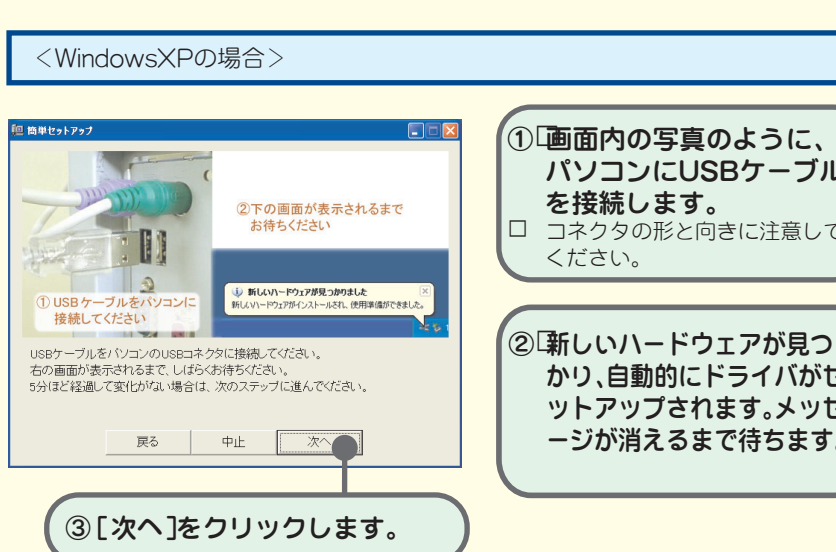 ＜WindowsXPの場合＞
簡単セットアップ
②下の画面が表示されるまで
お待ちください
① USB ケーブルをパソコンに
接続してください
新しいハードウェアが見つかりました
新しいハードウェアがインストールされ、使用準備ができました。
USBケーブルをパソコンのUSBコネクタに接続してください。
右の画面が表示されるまで、しばらくお待ちください。
5分ほど経過して変化がない場合は、次のステップに進んでください。
戻る
中止
次へ
①画面内の写真のように、
パソコンにUSBケーブル
を接続します。
□ コネクタの形と向きに注意して
ください。
②新しいハードウェアが見つ
かり、自動的にドライバがセ
ットアップされます。メッセ
ージが消えるまで待ちます。
③［次へ］をクリックします。